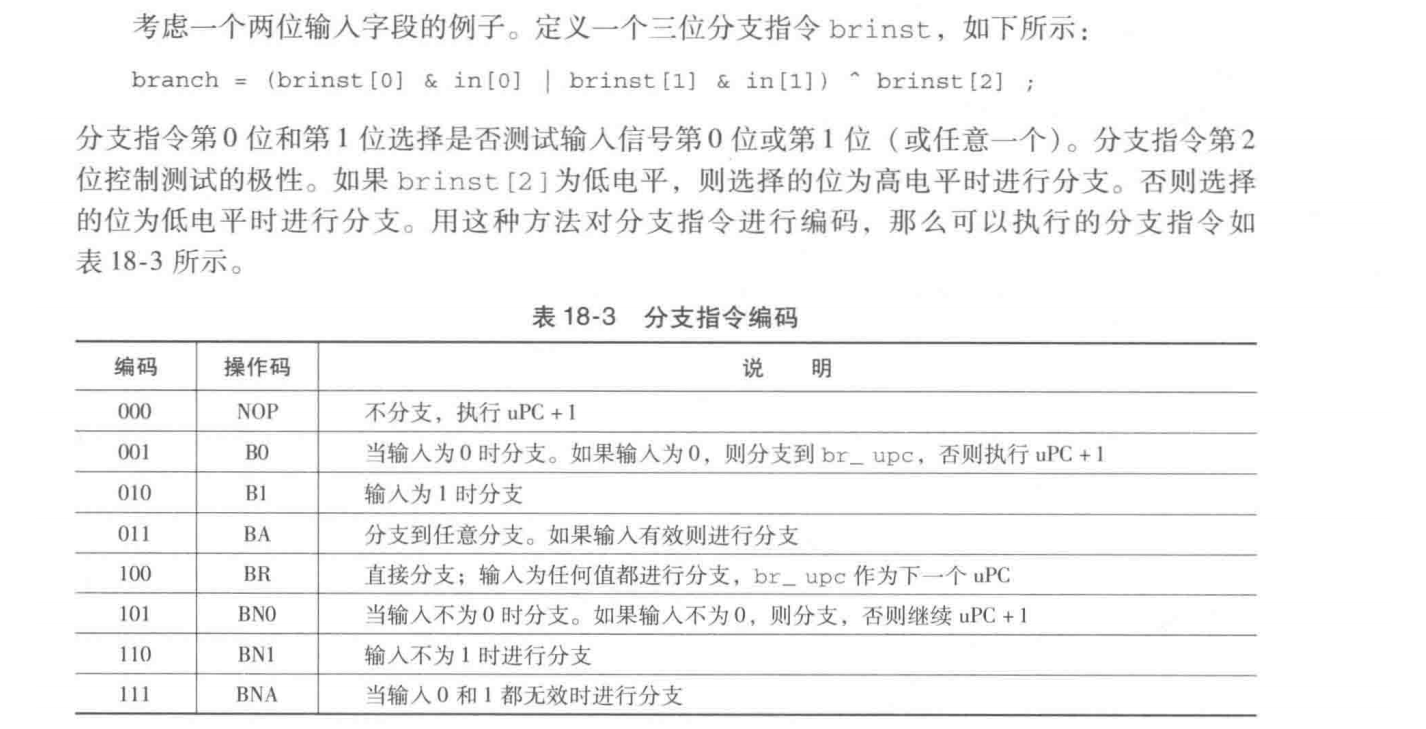 考虑一个两位输入字段的例子。定义一个三位分支指令 brinst，如下所示：
branch = (brinst[0] & in[0] | brinst[1] & in[1]) ^ brinst[2] ;
分支指令第 0 位和第 1 位选择是否测试输入信号第 0 位或第 1 位（或任意一个）。分支指令第 2
位控制测试的极性。如果 brinst[2]为低电平，则选择的位为高电平时进行分支。否则选择
的位为低电平时进行分支。用这种方法对分支指令进行编码，那么可以执行的分支指令如
表 18-3 所示。
表 18-3 分支指令编码
编码 操作码 说 明
000 NOP 不分支，执行 uPC + 1
001 B0 当输入为 0 时分支。如果输入为 0，则分支到 br_ upc，否则执行 uPC + 1
010 B1 输入为 1 时分支
011 BA 分支到任意分支。如果输入有效则进行分支
100 BR 直接分支；输入为任何值都进行分支，br_ upc 作为下一个 uPC
101 BN0 当输入不为 0 时分支。如果输入不为 0，则分支，否则继续 uPC + 1
110 BN1 输入不为 1 时进行分支
111 BNA 当输入 0 和 1 都无效时进行分支